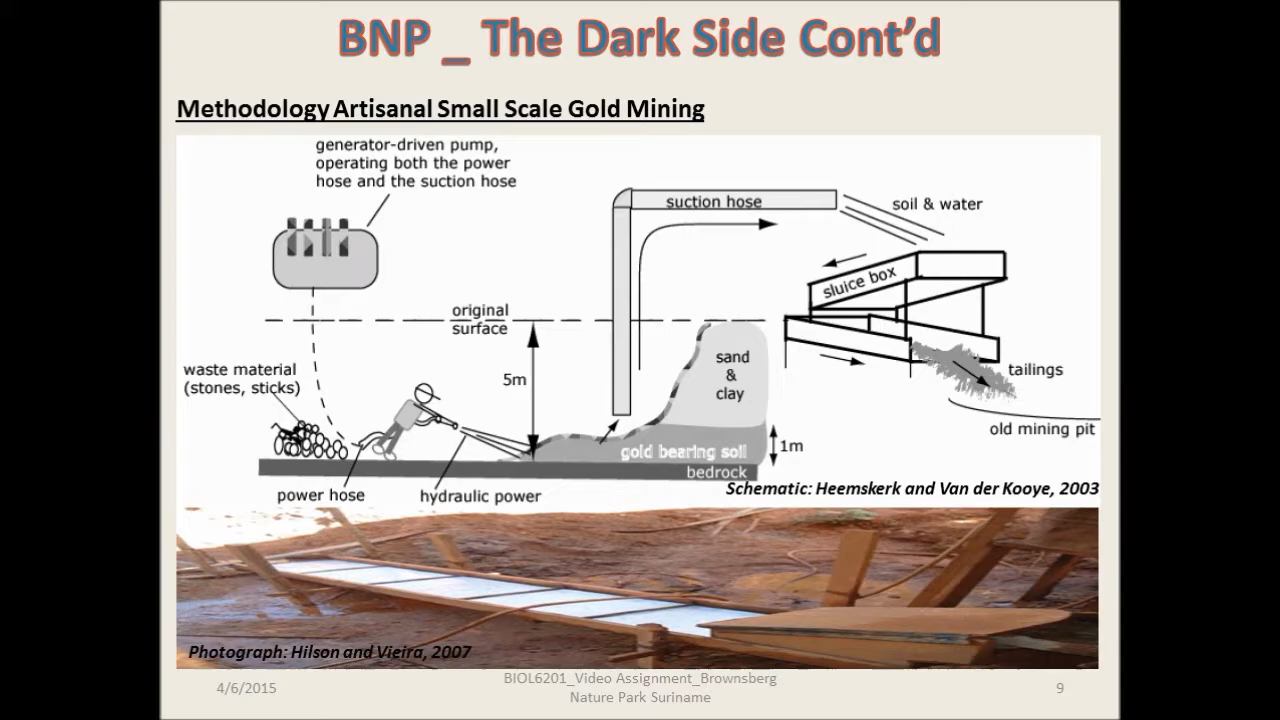 BNP _ The Dark Side Cont’d
Methodology Artisanal Small Scale Gold Mining
generator-driven pump,
operating both the power
hose and the suction hose
suction hose
soil & water
sluice box
original
surface
5m
sand
&
clay
waste material
(stones, sticks)
tailings
old mining pit
gold bearing soil
1m
bedrock
power hose
hydraulic power
Schematic: Heemskerk and Van der Kooye, 2003
Photograph: Hilson and Vieira, 2007
4/6/2015
BIOL6201_Video Assignment_Brownsberg
Nature Park Suriname
9